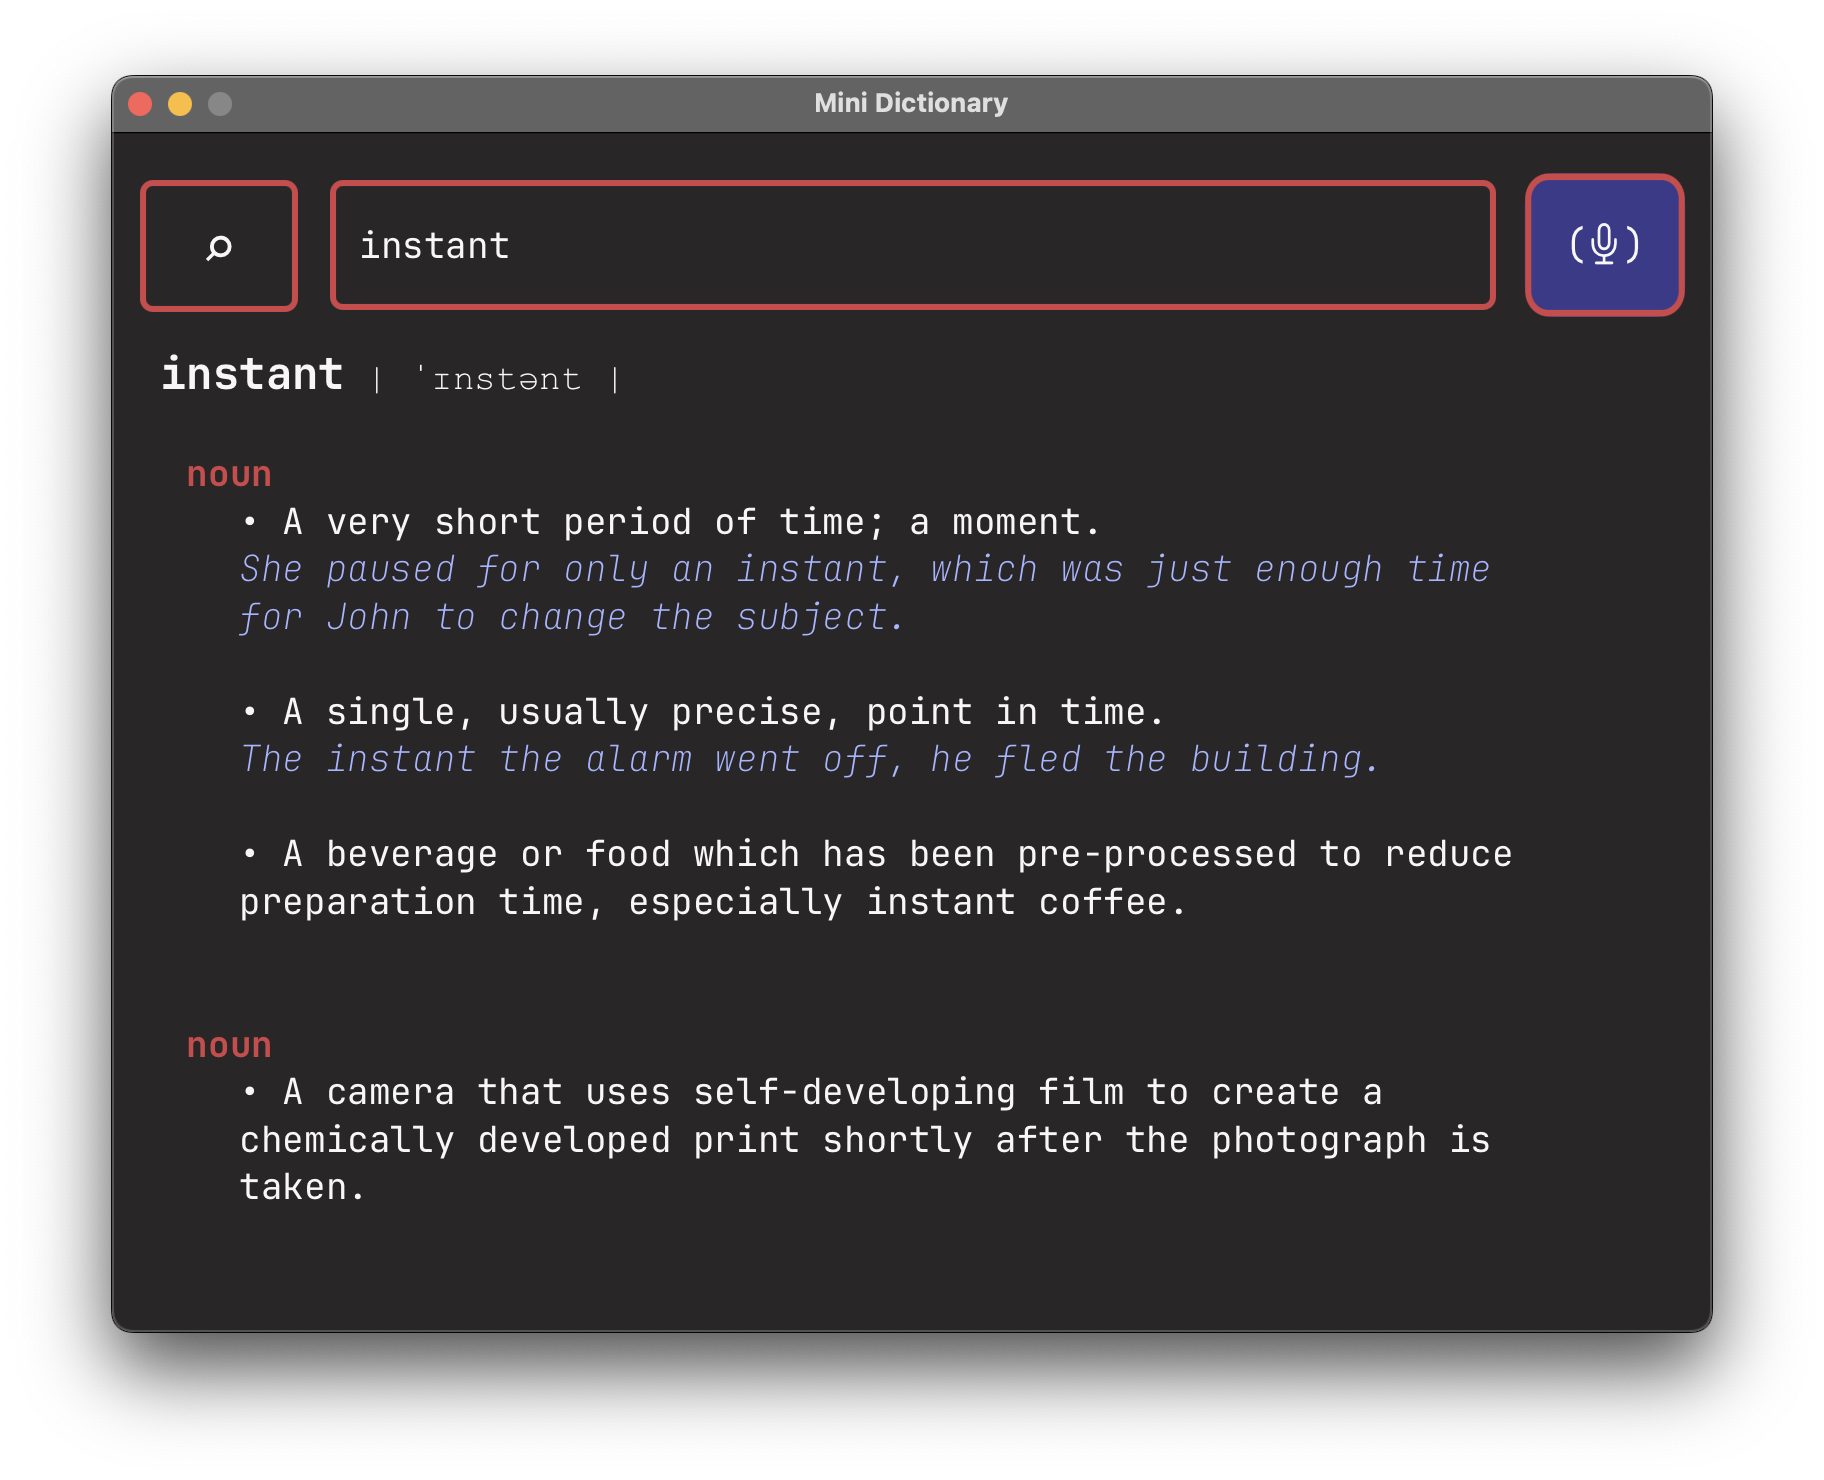 Mini Dictionary
instant
instant | ˈɪnstənt |
noun
• A very short period of time; a moment.
She paused for only an instant, which was just enough time
for John to change the subject.
• A single, usually precise, point in time.
The instant the alarm went off, he fled the building.
• A beverage or food which has been pre-processed to reduce
preparation time, especially instant coffee.
noun
• A camera that uses self-developing film to create a
chemically developed print shortly after the photograph is
taken.